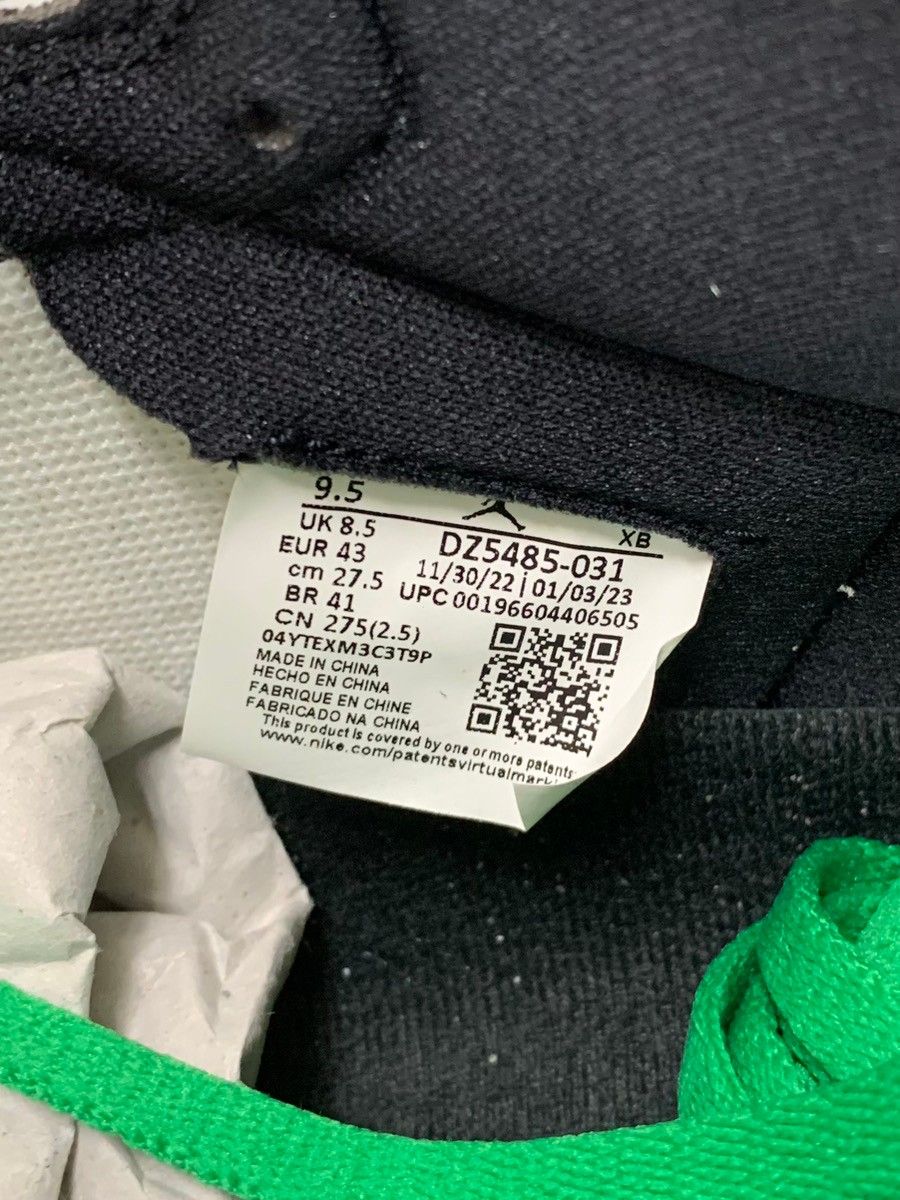 9.5
XB
UK 8.5
EUR 43
cm 27.5
BR 41
CN 275(2.5)
04YTEXM3C3T9P
DZ5485-031
11/30/22 | 01/03/23
UPC 00196604406505
MADE IN CHINA
HECHO EN CHINA
FABRIQUE EN CHINE
FABRICADO NA CHINA
This product is covered by one or more patents
www.nike.com/patentsvirtualmark